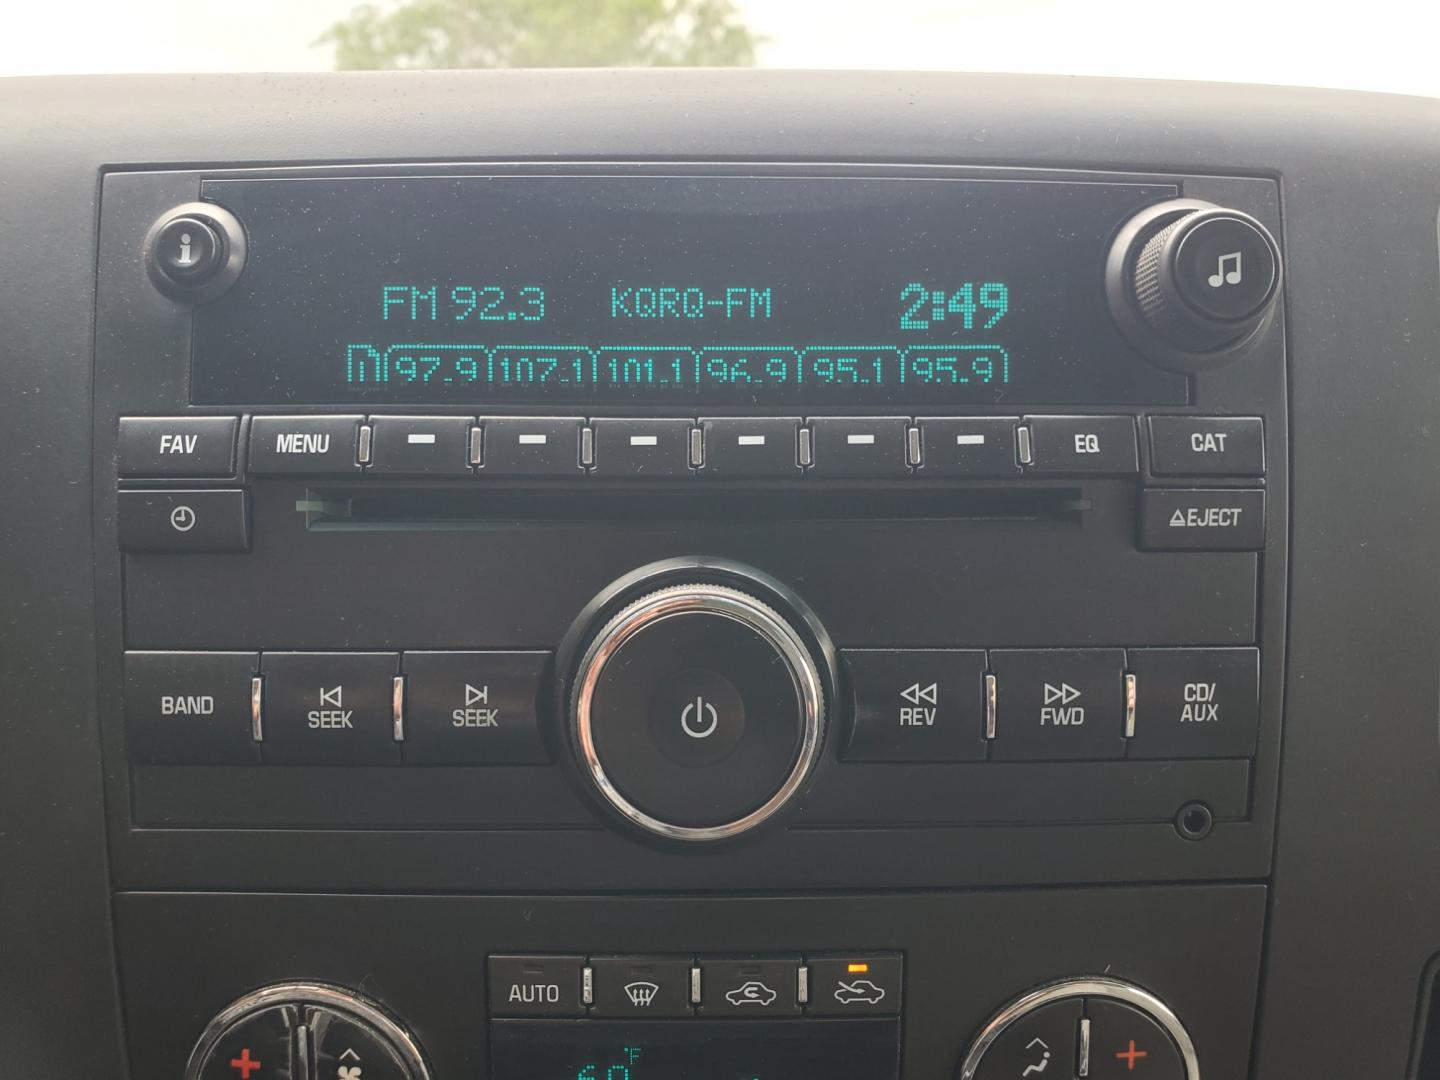 i
FM 92.3 KQRQ-FM 2:49
97.9 107.1 101.1 96.9 95.1 95.9
FAV MENU EQ CAT
EJECT
BAND SEEK SEEK REV FWD CD/
AUX
AUTO
°F